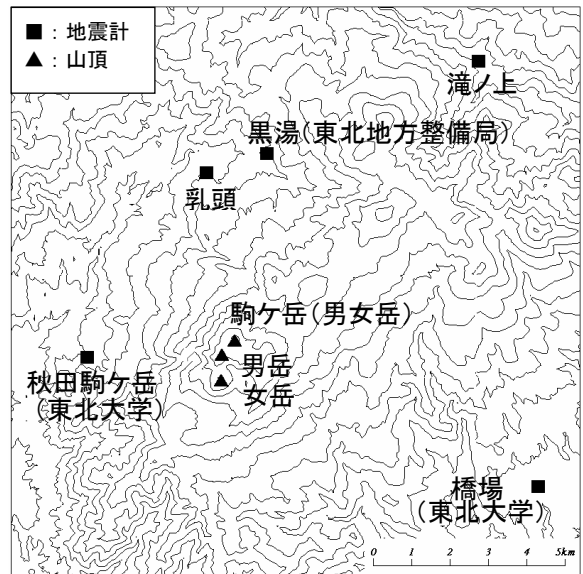 ■ : 地震計
▲ : 山頂
滝ノ上
黒湯(東北地方整備局)
乳頭
駒ケ岳(男女岳)
男岳
女岳
秋田駒ケ岳
(東北大学)
橋場
(東北大学)
0 1 2 3 4 5km